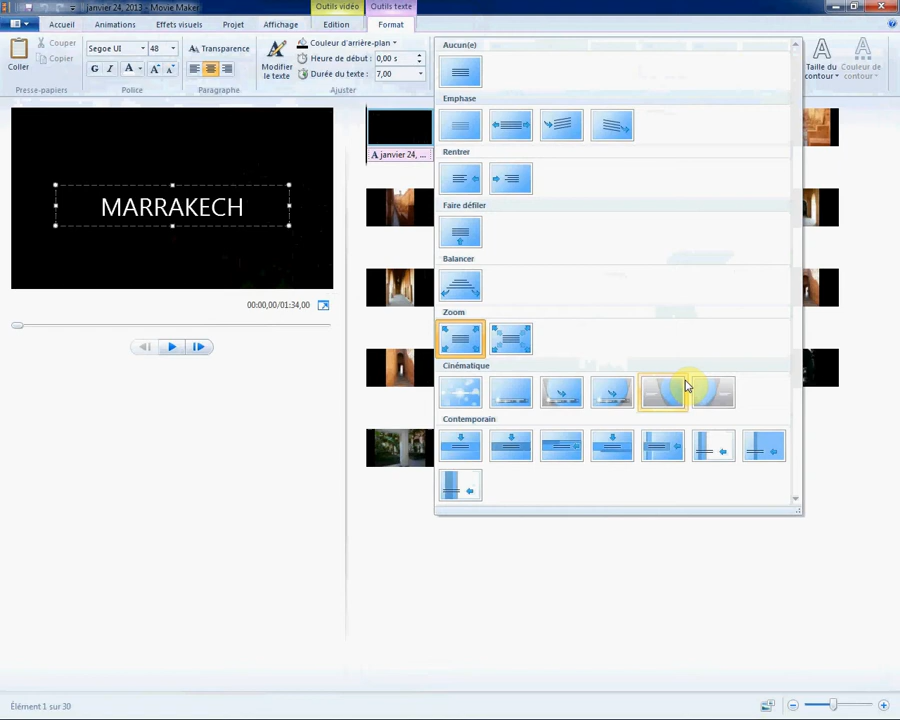 janvier 24, 2013 - Movie Maker
Outils vidéo
Outils texte
Accueil
Animations
Effets visuels
Projet
Affichage
Edition
Format
Coller
Couper
Copier
Presse-papiers
Segoe UI
48
G
I
A
A
A
Police
Transparence
Paragraphe
Modifier
le texte
Couleur d'arrière-plan
Heure de début :
0,00 s
Durée du texte :
7,00
Ajuster
Aucun(e)
Emphase
Rentrer
Faire défiler
Balancer
Zoom
Cinématique
Contemporain
A
Taille du
contour
A
Couleur de
contour
MARRAKECH
A janvier 24, ...
00:00,00/01:34,00
Élément 1 sur 30